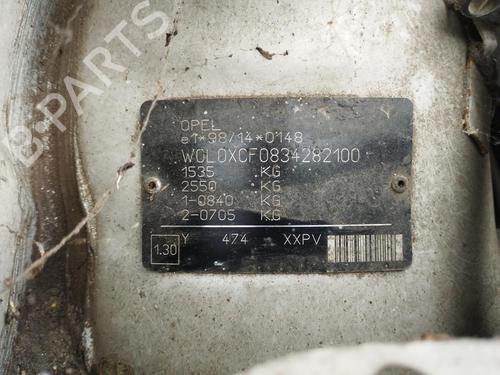 OPEL
e1*98/14*0148
W0L0XCF0834282100
1535 KG
2550 KG
1-0840 KG
2-0705 KG
1.30 Y 474 XXPV